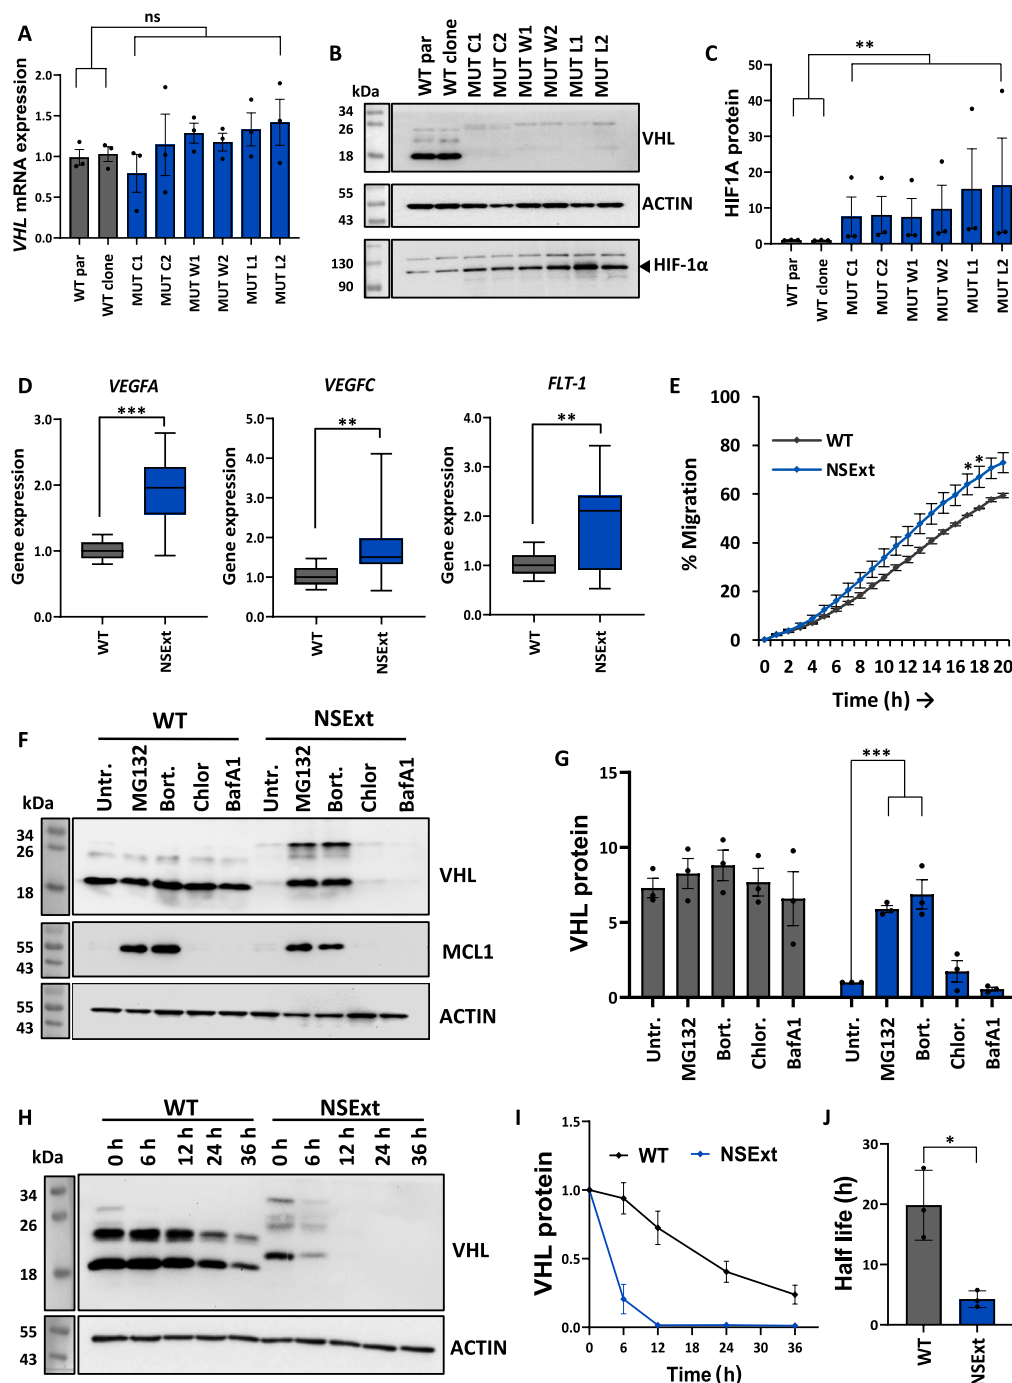 A
ns
VHL mRNA expression
2.0
1.5
1.0
0.5
0.0
WT par
WT clone
MUT C1
MUT C2
MUT W1
MUT W2
MUT L1
MUT L2
B
WT par
WT clone
MUT C1
MUT C2
MUT W1
MUT W2
MUT L1
MUT L2
kDa
34
26
18
VHL
55
43
ACTIN
130
90
HIF-1α
C
**
HIF1A protein
50
40
30
20
10
0
WT par
WT clone
MUT C1
MUT C2
MUT W1
MUT W2
MUT L1
MUT L2
D
VEGFA
***
Gene expression
3.0
2.0
1.0
0.0
WT
NSExt
VEGFC
**
Gene expression
5.0
4.0
3.0
2.0
1.0
0.0
WT
NSExt
FLT-1
**
Gene expression
4.0
3.0
2.0
1.0
0.0
WT
NSExt
E
% Migration
100
80
60
40
20
0
WT
NSExt
* *
0 2 4 6 8 10 12 14 16 18 20
Time (h) →
F
WT
NSExt
Untr.
MG132
Bort.
Chlor
BafA1
Untr.
MG132
Bort.
Chlor
BafA1
kDa
34
26
18
VHL
55
43
MCL1
55
43
ACTIN
G
***
VHL protein
15
10
5
0
Untr.
MG132
Bort.
Chlor.
BafA1
Untr.
MG132
Bort.
Chlor.
BafA1
H
WT
NSExt
0 h
6 h
12 h
24 h
36 h
0 h
6 h
12 h
24 h
36 h
kDa
34
26
18
VHL
55
43
ACTIN
I
VHL protein
1.5
1.0
0.5
0.0
WT
NSExt
0 6 12 18 24 30 36
Time (h)
J
*
Half life (h)
30
20
10
0
WT
NSExt